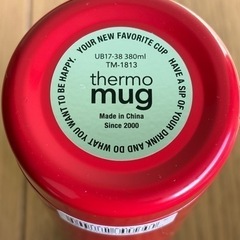 YOUR NEW FAVORITE CUP
HAVE A SIP OF YOUR DRINK AND DO WHAT YOU WANT TO BE HAPPY.
UB17-38 380ml
TM-1813
thermo
mug
Made in China
Since 2000